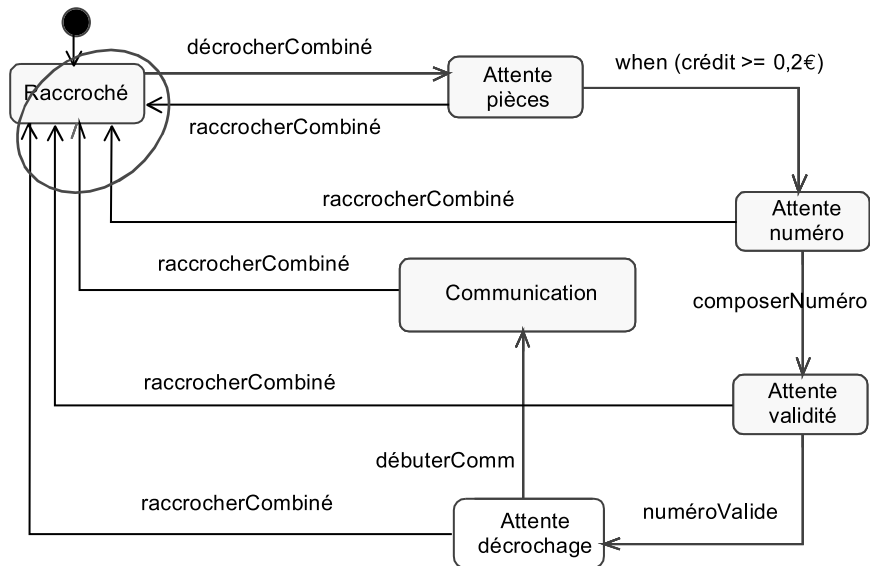 décrocherCombiné
when (crédit >= 0,2€)
Attente
pièces
Raccroché
raccrocherCombiné
raccrocherCombiné
Attente
numéro
raccrocherCombiné
Communication
composerNuméro
raccrocherCombiné
Attente
validité
débuterComm
raccrocherCombiné
numéroValide
Attente
décrochage